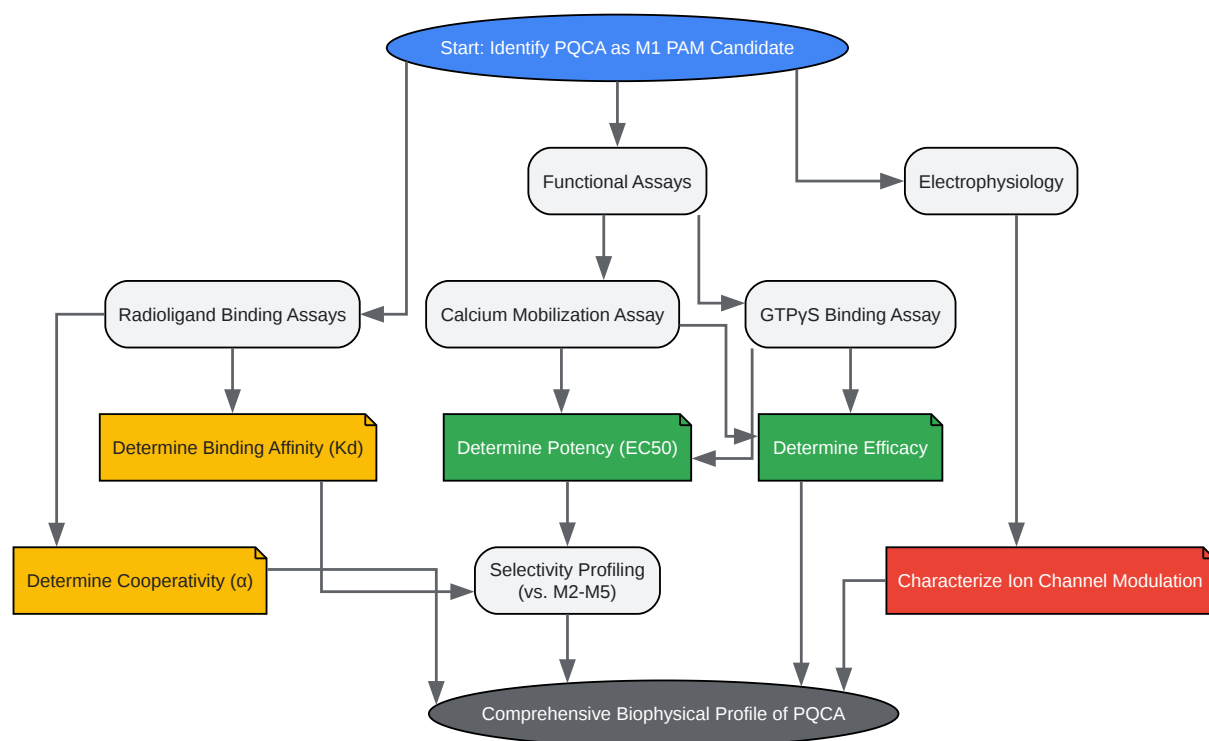 Start: Identify PQCA as M1 PAM Candidate
Functional Assays
Electrophysiology
Radioligand Binding Assays
Calcium Mobilization Assay
GTPγS Binding Assay
Determine Binding Affinity (Kd)
Determine Potency (EC50)
Determine Efficacy
Determine Cooperativity (α)
Selectivity Profiling
(vs. M2-M5)
Characterize Ion Channel Modulation
Comprehensive Biophysical Profile of PQCA